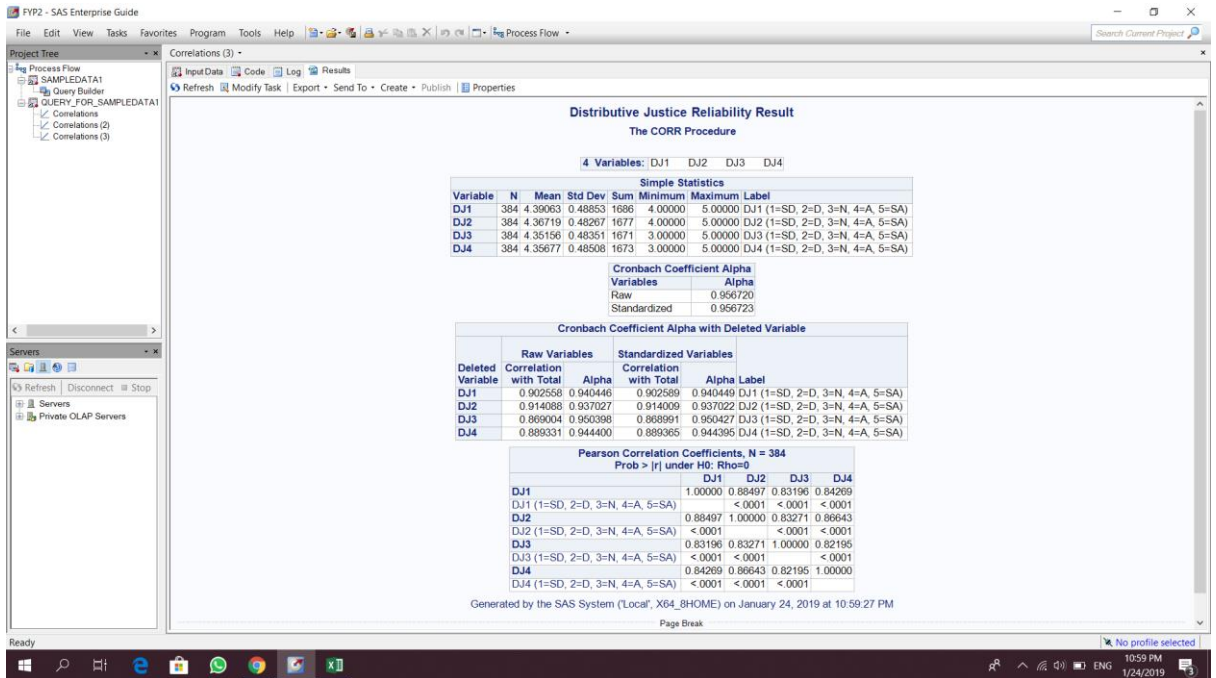 FYP2 - SAS Enterprise Guide
File Edit View Tasks Favorites Program Tools Help Process Flow
Search Current Project
Project Tree
Process Flow
SAMPLEDATA1
Query Builder
QUERY_FOR_SAMPLEDATA1
Correlations
Correlations (2)
Correlations (3)
Servers
Refresh Disconnect Stop
Servers
Private OLAP Servers
Correlations (3)
Input Data Code Log Results
Refresh Modify Task Export Send To Create Publish Properties
Distributive Justice Reliability Result
The CORR Procedure
4 Variables: DJ1 DJ2 DJ3 DJ4
Simple Statistics
Variable N Mean Std Dev Sum Minimum Maximum Label
DJ1 384 4.39063 0.48853 1686 4.00000 5.00000 DJ1 (1=SD, 2=D, 3=N, 4=A, 5=SA)
DJ2 384 4.36719 0.48267 1677 4.00000 5.00000 DJ2 (1=SD, 2=D, 3=N, 4=A, 5=SA)
DJ3 384 4.35156 0.48351 1671 3.00000 5.00000 DJ3 (1=SD, 2=D, 3=N, 4=A, 5=SA)
DJ4 384 4.35677 0.48508 1673 3.00000 5.00000 DJ4 (1=SD, 2=D, 3=N, 4=A, 5=SA)
Cronbach Coefficient Alpha
Variables Alpha
Raw 0.956720
Standardized 0.956723
Cronbach Coefficient Alpha with Deleted Variable
Raw Variables Standardized Variables
Deleted Correlation Correlation
Variable with Total Alpha with Total Alpha Label
DJ1 0.902558 0.940446 0.902589 0.940449 DJ1 (1=SD, 2=D, 3=N, 4=A, 5=SA)
DJ2 0.914088 0.937027 0.914009 0.937022 DJ2 (1=SD, 2=D, 3=N, 4=A, 5=SA)
DJ3 0.869004 0.950398 0.868991 0.950427 DJ3 (1=SD, 2=D, 3=N, 4=A, 5=SA)
DJ4 0.889331 0.944400 0.889365 0.944395 DJ4 (1=SD, 2=D, 3=N, 4=A, 5=SA)
Pearson Correlation Coefficients, N = 384
Prob > |r| under H0: Rho=0
DJ1 DJ2 DJ3 DJ4
DJ1 1.00000 0.88497 0.83196 0.84269
DJ1 (1=SD, 2=D, 3=N, 4=A, 5=SA) <.0001 <.0001 <.0001
DJ2 0.88497 1.00000 0.83271 0.86643
DJ2 (1=SD, 2=D, 3=N, 4=A, 5=SA) <.0001 <.0001 <.0001
DJ3 0.83196 0.83271 1.00000 0.82195
DJ3 (1=SD, 2=D, 3=N, 4=A, 5=SA) <.0001 <.0001 <.0001
DJ4 0.84269 0.86643 0.82195 1.00000
DJ4 (1=SD, 2=D, 3=N, 4=A, 5=SA) <.0001 <.0001 <.0001
Generated by the SAS System ('Local', X64_8HOME) on January 24, 2019 at 10:59:27 PM
Page Break
Ready
No profile selected
ENG 10:59 PM
1/24/2019